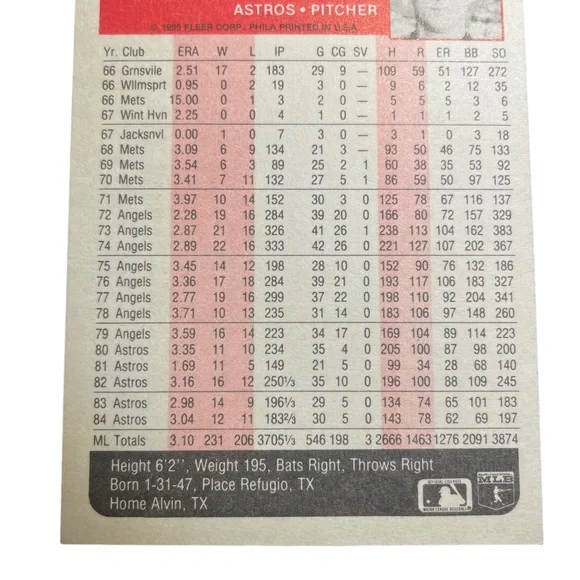 ASTROS • PITCHER
© 1985 FLEER CORP - PHILA PRINTED IN U.S.A.
Yr. Club ERA W L IP G CG SV H R ER BB SO
66 Grnsvile 2.51 17 2 183 29 9 — 109 59 51 127 272
66 Wllmsprt 0.95 0 2 19 3 0 — 9 6 2 12 35
66 Mets 15.00 0 1 3 2 0 — 5 5 5 3 6
67 Wint Hvn 2.25 0 0 4 1 0 — 1 1 1 2 5
67 Jacksnvl 0.00 1 0 7 3 0 — 3 1 0 3 18
68 Mets 3.09 6 9 134 21 3 — 93 50 46 75 133
69 Mets 3.54 6 3 89 25 2 1 60 38 35 53 92
70 Mets 3.41 7 11 132 27 5 1 86 59 50 97 125
71 Mets 3.97 10 14 152 30 3 0 125 78 67 116 137
72 Angels 2.28 19 16 284 39 20 0 166 80 72 157 329
73 Angels 2.87 21 16 326 41 26 1 238 113 104 162 383
74 Angels 2.89 22 16 333 42 26 0 221 127 107 202 367
75 Angels 3.45 14 12 198 28 10 0 152 90 76 132 186
76 Angels 3.36 17 18 284 39 21 0 193 117 106 183 327
77 Angels 2.77 19 16 299 37 22 0 198 110 92 204 341
78 Angels 3.71 10 13 235 31 14 0 183 106 97 148 260
79 Angels 3.59 16 14 223 34 17 0 169 104 89 114 223
80 Astros 3.35 11 10 234 35 4 0 205 100 87 98 200
81 Astros 1.69 11 5 149 21 5 0 99 34 28 68 140
82 Astros 3.16 16 12 250⅓ 35 10 0 196 100 88 109 245
83 Astros 2.98 14 9 196⅓ 29 5 0 134 74 65 101 183
84 Astros 3.04 12 11 183⅔ 30 5 0 143 78 62 69 197
ML Totals 3.10 231 206 3705⅓ 546 198 3 2666 1463 1276 2091 3874
Height 6'2", Weight 195, Bats Right, Throws Right
Born 1-31-47, Place Refugio, TX
Home Alvin, TX
MLB